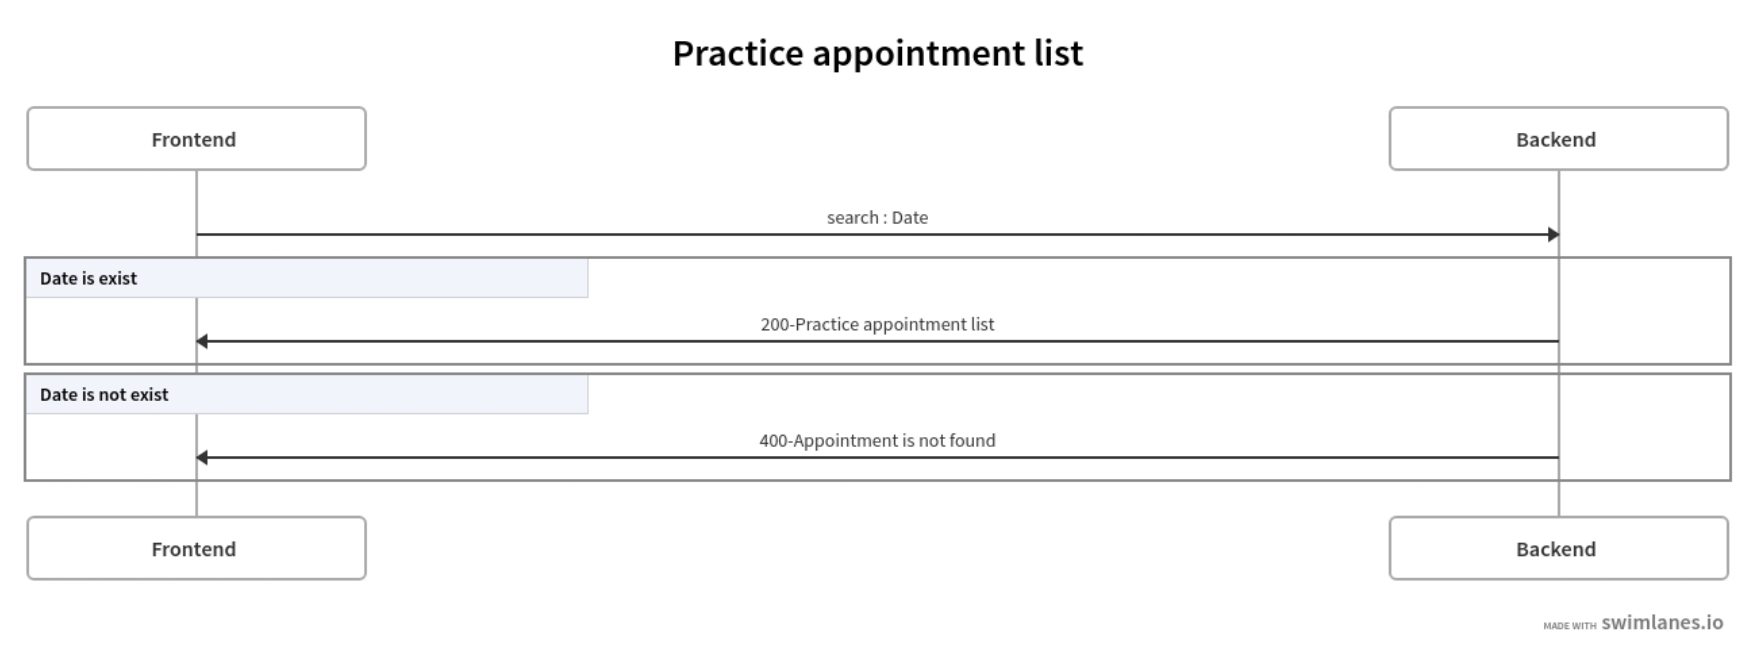 Practice appointment list
Frontend
Backend
search : Date
Date is exist
200-Practice appointment list
Date is not exist
400-Appointment is not found
Frontend
Backend
MADE WITH swimlanes.io